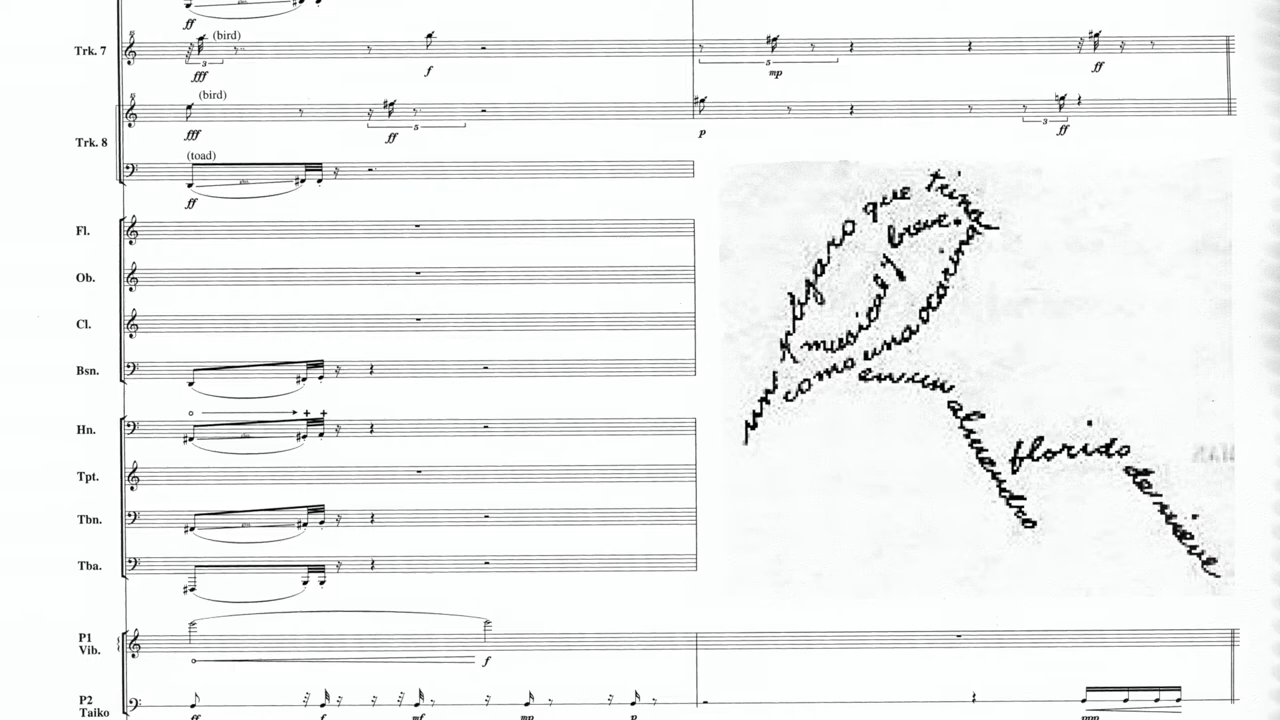 ff
Trk. 7
(bird)
3
fff
f
5
mp
ff
Trk. 8
(bird)
fff
5
ff
p
3
ff
(toad)
ff
Fl.
Ob.
Cl.
Bsn.
Hn.
Tpt.
Tbn.
Tba.
un pájaro que trina
musical y breve.
como una ocarina
en un almendro
florido
de nieve
P1
Vib.
f
P2
Taiko
ff
f
mf
mp
p
ppp